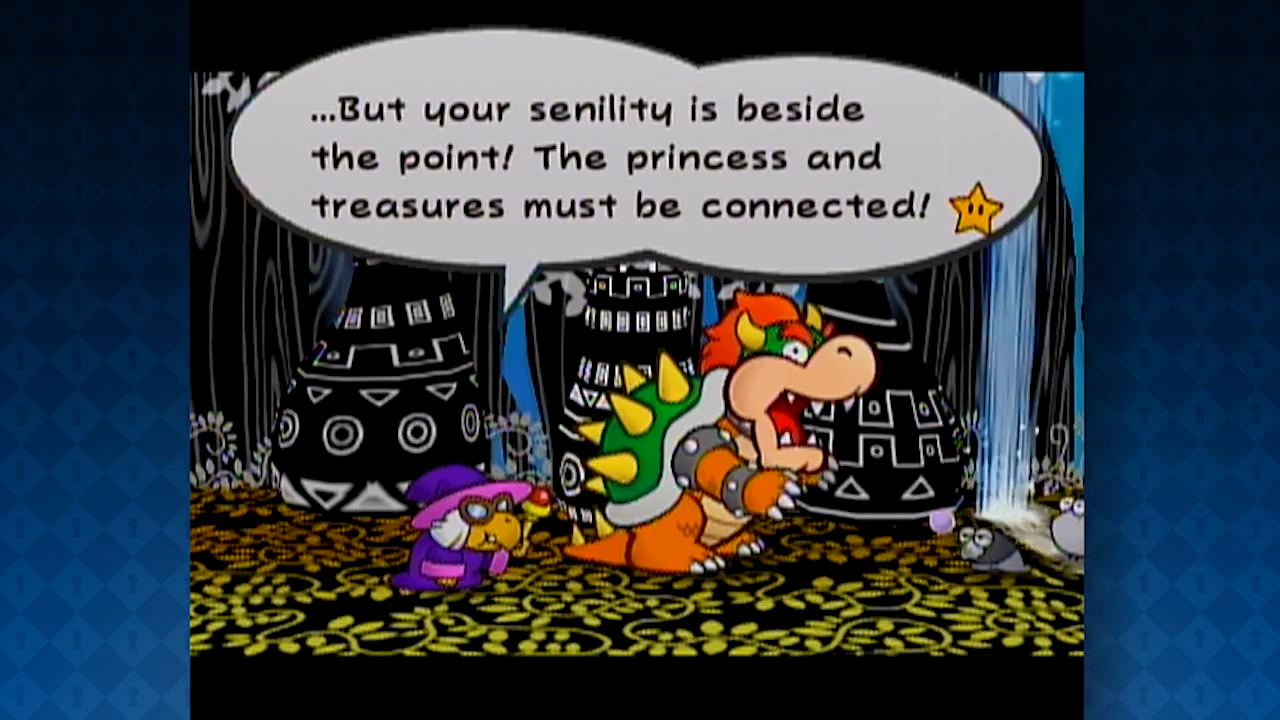 ...But your senility is beside
the point! The princess and
treasures must be connected!